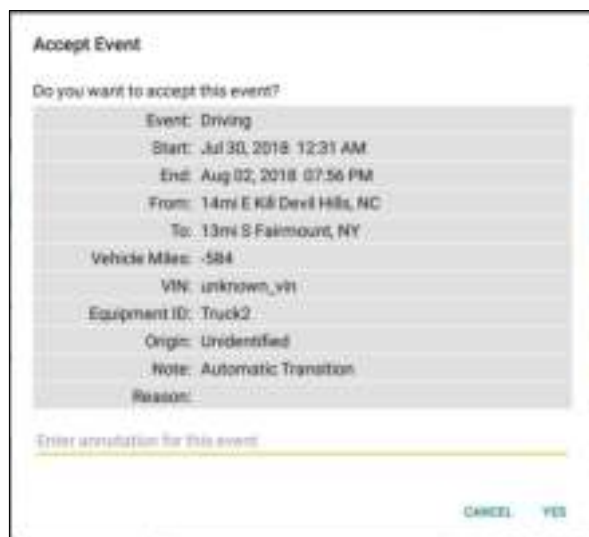 Accept Event
Do you want to accept this event?
Event: Driving
Start: Jul 30, 2018 12:31 AM
End: Aug 02, 2018 07:56 PM
From: 14mi E Kill Devil Hills, NC
To: 13mi S Fairmount, NY
Vehicle Miles: -584
VIN: unknown_vin
Equipment ID: Truck2
Origin: Unidentified
Note: Automatic Transition
Reason:
Enter annotation for this event
CANCEL YES